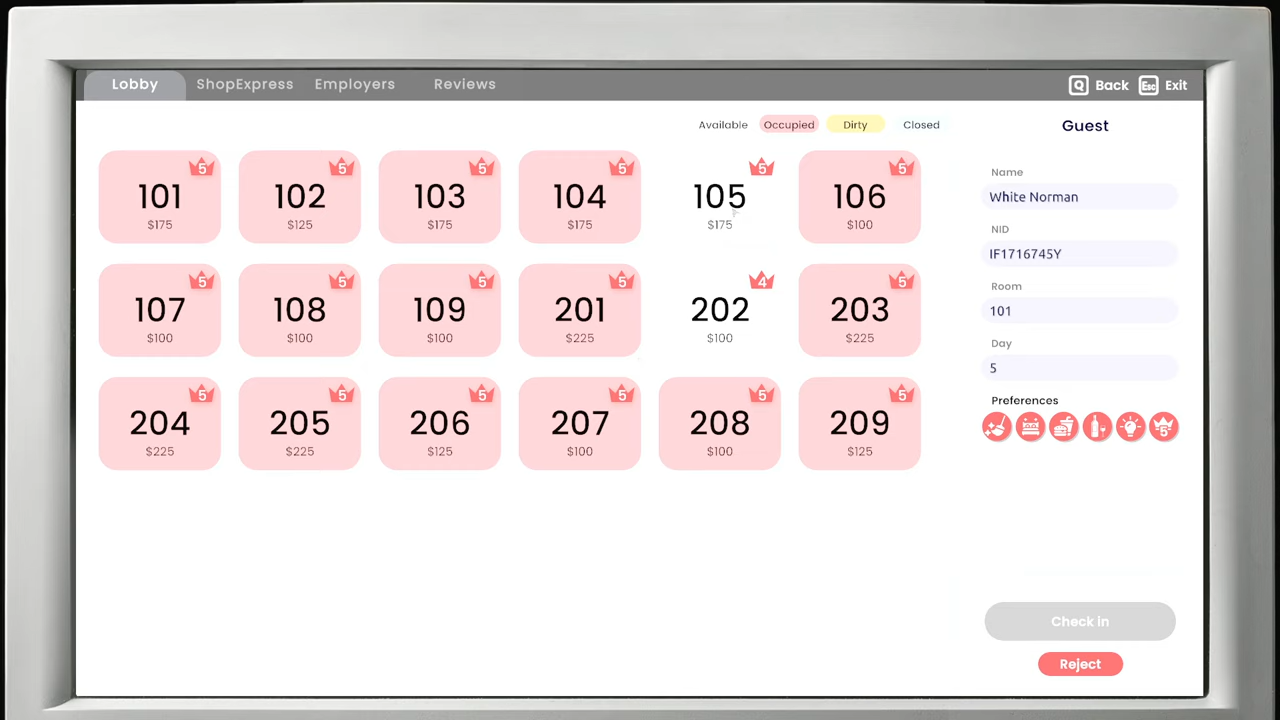 Lobby ShopExpress Employers Reviews Q Back Esc Exit
Available Occupied Dirty Closed
5 5 5 5 5 5
101 102 103 104 105 106
$175 $125 $175 $175 $175 $100
5 5 5 5 4 5
107 108 109 201 202 203
$100 $100 $100 $225 $100 $225
5 5 5 5 5 5
204 205 206 207 208 209
$225 $225 $125 $100 $100 $125
Guest
Name
White Norman
NID
IF1716745Y
Room
101
Day
5
Preferences
5
Check in
Reject